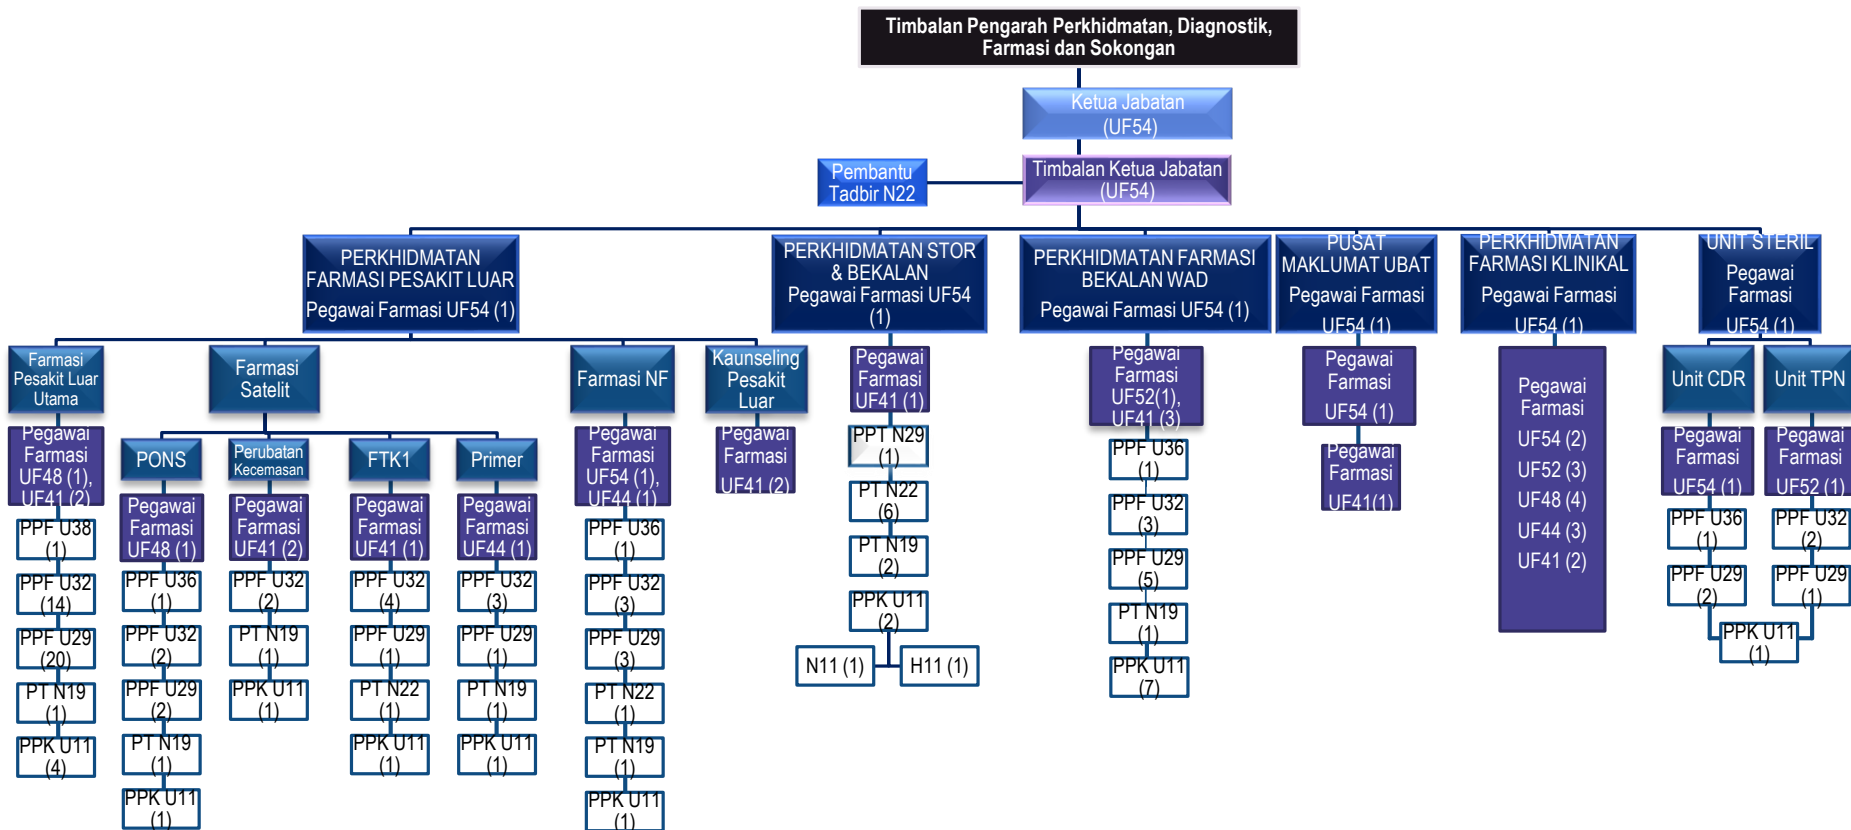 Timbalan Pengarah Perkhidmatan, Diagnostik,
Farmasi dan Sokongan
Ketua Jabatan
(UF54)
Pembantu
Tadbir N22
Timbalan Ketua Jabatan
(UF54)
PERKHIDMATAN
FARMASI PESAKIT LUAR
Pegawai Farmasi UF54 (1)
PERKHIDMATAN STOR
& BEKALAN
Pegawai Farmasi UF54
(1)
PERKHIDMATAN FARMASI
BEKALAN WAD
Pegawai Farmasi UF54 (1)
PUSAT
MAKLUMAT UBAT
Pegawai Farmasi
UF54 (1)
PERKHIDMATAN
FARMASI KLINIKAL
Pegawai Farmasi
UF54 (1)
UNIT STERIL
Pegawai
Farmasi
UF54 (1)
Farmasi
Pesakit Luar
Utama
Pegawai
Farmasi
UF48 (1),
UF41 (2)
PPF U38
(1)
PPF U32
(14)
PPF U29
(20)
PT N19
(1)
PPK U11
(4)
Farmasi
Satelit
PONS
Pegawai
Farmasi
UF48 (1)
PPF U36
(1)
PPF U32
(2)
PPF U29
(2)
PT N19
(1)
PPK U11
(1)
Perubatan
Kecemasan
Pegawai
Farmasi
UF41 (2)
PPF U32
(2)
PT N19
(1)
PPK U11
(1)
FTK1
Pegawai
Farmasi
UF41 (1)
PPF U32
(4)
PPF U29
(1)
PT N22
(1)
PPK U11
(1)
Primer
Pegawai
Farmasi
UF44 (1)
PPF U32
(3)
PPF U29
(1)
PT N19
(1)
PPK U11
(1)
Farmasi NF
Pegawai
Farmasi
UF54 (1),
UF44 (1)
PPF U36
(1)
PPF U32
(3)
PPF U29
(3)
PT N22
(1)
PT N19
(1)
PPK U11
(1)
Kaunseling
Pesakit
Luar
Pegawai
Farmasi
UF41 (2)
Pegawai
Farmasi
UF41 (1)
PPT N29
(1)
PT N22
(6)
PT N19
(2)
PPK U11
(2)
N11 (1)
H11 (1)
Pegawai
Farmasi
UF52(1),
UF41 (3)
PPF U36
(1)
PPF U32
(3)
PPF U29
(5)
PT N19
(1)
PPK U11
(7)
Pegawai
Farmasi
UF54 (1)
Pegawai
Farmasi
UF41(1)
Pegawai
Farmasi
UF54 (2)
UF52 (3)
UF48 (4)
UF44 (3)
UF41 (2)
Unit CDR
Pegawai
Farmasi
UF54 (1)
PPF U36
(1)
PPF U29
(2)
Unit TPN
Pegawai
Farmasi
UF52 (1)
PPF U32
(2)
PPF U29
(1)
PPK U11
(1)